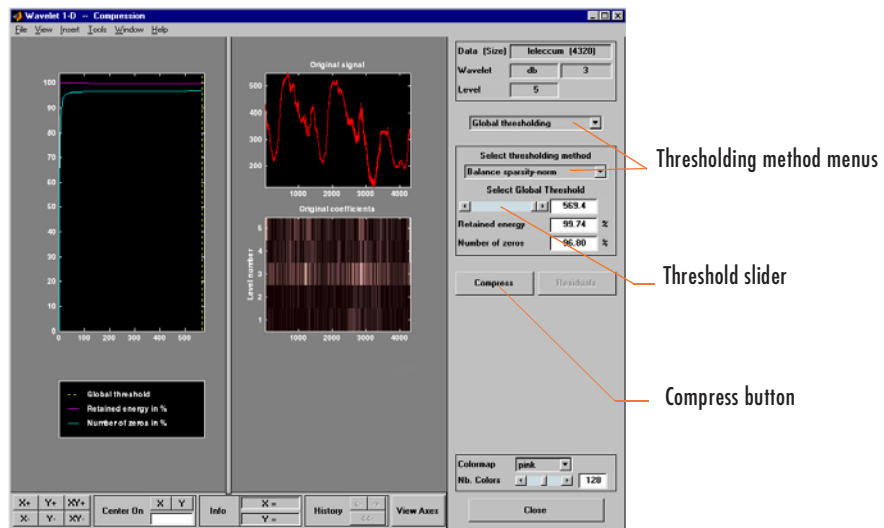 Wavelet 1-D -- Compression
File View Insert Tools Window Help
100
90
80
70
60
50
40
30
20
10
0
0 100 200 300 400 500
Global threshold
Retained energy in %
Number of zeros in %
Original signal
500
400
300
200
1000 2000 3000 4000
Original coefficients
Level number
5
4
3
2
1
1000 2000 3000 4000
Data (Size) leleccum (4320)
Wavelet db 3
Level 5
Global thresholding
Select thresholding method
Balance sparsity-norm
Select Global Threshold
569.4
Retained energy 99.74 %
Number of zeros 96.80 %
Compress Residuals
Colormap pink
Nb. Colors 128
Close
X+ Y+ XY+
X- Y- XY-
Center On X Y
Info X =
Y =
History <- ->
<<-
View Axes
Thresholding method menus
Threshold slider
Compress button